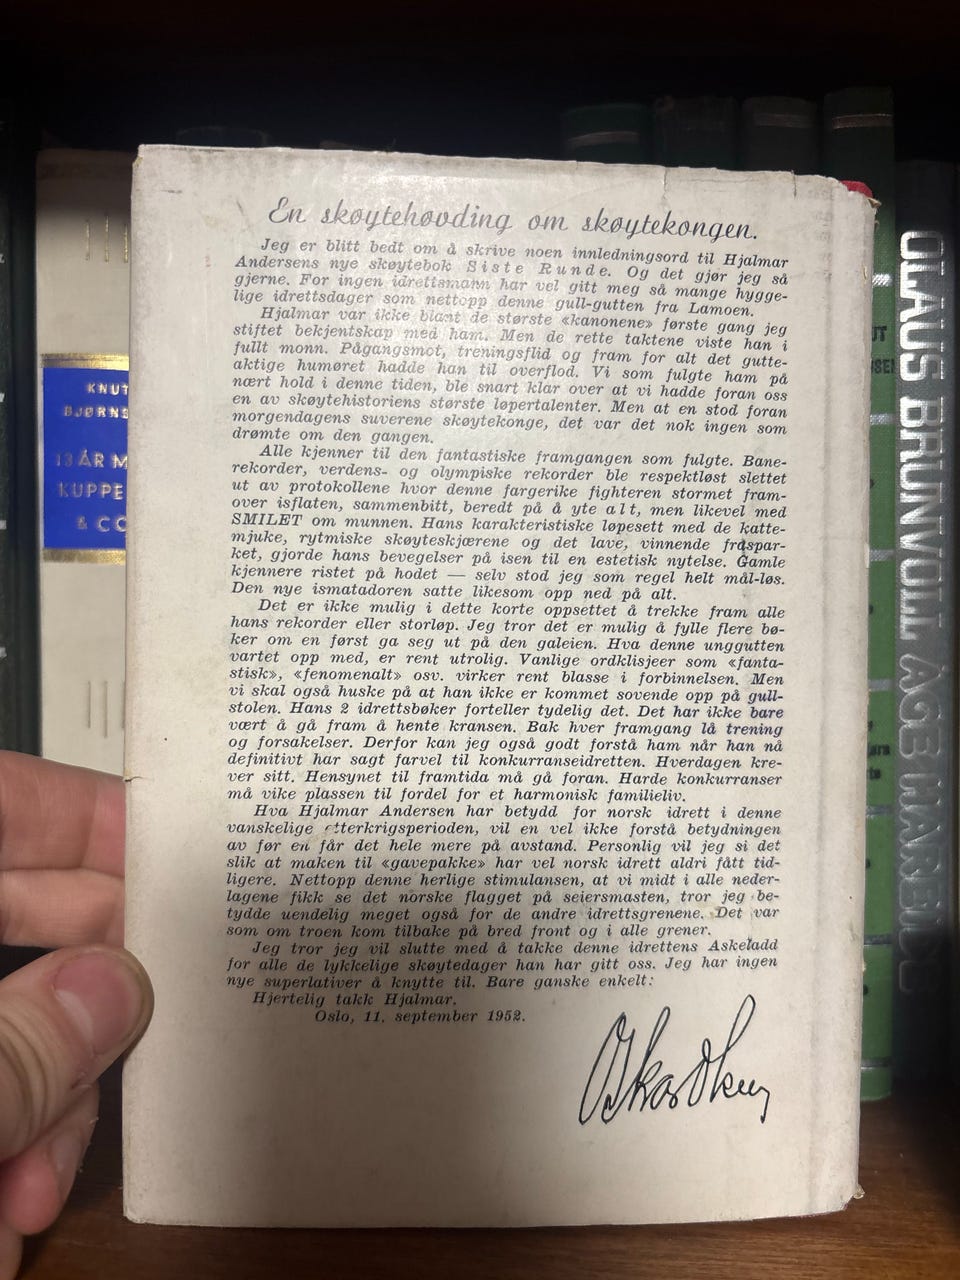 En skøytehøvding om skøytekongen.
Jeg er blitt bedt om å skrive noen innledningsord til Hjalmar
Andersens nye skøytebok Siste Runde. Og det gjør jeg så
gjerne. For ingen idrettsmann har vel gitt meg så mange hygge-
lige idrettsdager som nettopp denne gull-gutten fra Lamoen.
Hjalmar var ikke blant de største «kanonene» første gang jeg
stiftet bekjentskap med ham. Men de rette taktene viste han i
fullt monn. Pågangsmot, treningsflid og fram for alt det gutte-
aktige humøret hadde han til overflod. Vi som fulgte ham på
nært hold i denne tiden, ble snart klar over at vi hadde foran oss
en av skøytehistoriens største løpertalenter. Men at en stod foran
morgendagens suverene skøytekonge, det var det nok ingen som
drømte om den gangen.
Alle kjenner til den fantastiske framgangen som fulgte. Bane-
rekorder, verdens- og olympiske rekorder ble respektløst slettet
ut av protokollene hvor denne fargerike fighteren stormet fram-
over isflaten, sammenbitt, beredt på å yte alt, men likevel med
SMILET om munnen. Hans karakteristiske løpesett med de katte-
mjuke, rytmiske skøyteskjærene og det lave, vinnende fraspar-
ket, gjorde hans bevegelser på isen til en estetisk nytelse. Gamle
kjennere ristet på hodet — selv stod jeg som regel helt mål-løs.
Den nye ismatadoren satte likesom opp ned på alt.
Det er ikke mulig i dette korte oppsettet å trekke fram alle
hans rekorder eller storløp. Jeg tror det er mulig å fylle flere bø-
ker om en først ga seg ut på den galeien. Hva denne unggutten
vartet opp med, er rent utrolig. Vanlige ordklisjeer som «fanta-
stisk», «fenomenalt» osv. virker rent blasse i forbinnelsen. Men
vi skal også huske på at han ikke er kommet sovende opp på gull-
stolen. Hans 2 idrettsbøker forteller tydelig det. Det har ikke bare
vært å gå fram å hente kransen. Bak hver framgang lå trening
og forsakelser. Derfor kan jeg også godt forstå ham når han nå
definitivt har sagt farvel til konkurranseidretten. Hverdagen kre-
ver sitt. Hensynet til framtida må gå foran. Harde konkurranser
må vike plassen til fordel for et harmonisk familieliv.
Hva Hjalmar Andersen har betydd for norsk idrett i denne
vanskelige etterkrigsperioden, vil en vel ikke forstå betydningen
av før en får det hele mere på avstand. Personlig vil jeg si det
slik at maken til «gavepakke» har vel norsk idrett aldri fått tid-
ligere. Nettopp denne herlige stimulansen, at vi midt i alle neder-
lagene fikk se det norske flagget på seiersmasten, tror jeg be-
tydde uendelig meget også for de andre idrettsgrenene. Det var
som om troen kom tilbake på bred front og i alle grener.
Jeg tror jeg vil slutte med å takke denne idrettens Askeladd
for alle de lykkelige skøytedager han har gitt oss. Jeg har ingen
nye superlativer å knytte til. Bare ganske enkelt:
Hjertelig takk Hjalmar.
Oslo, 11. september 1952.
KNUT
BJØRNS
13 ÅR M
KUPPE
& CO
OLAUS BRUNVOLL ÅGE HAREIDE